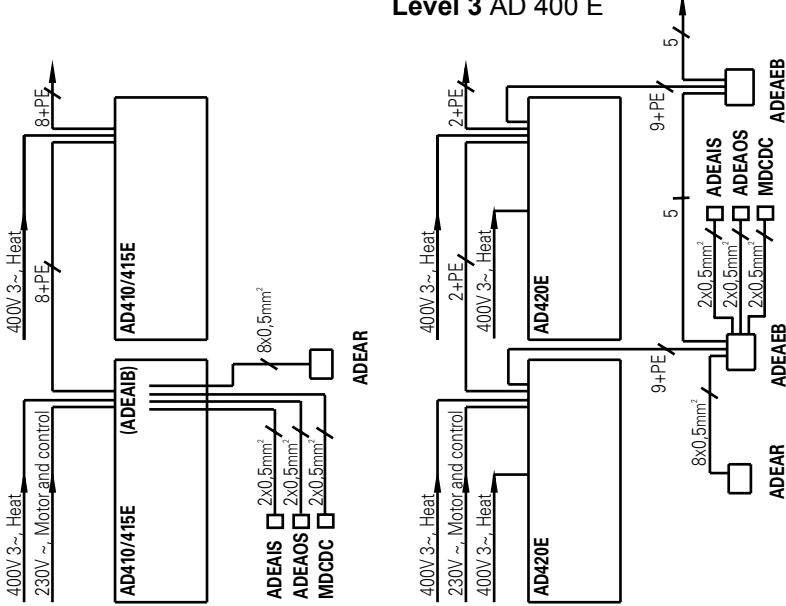 Level 3 AD 400 E
400V 3~, Heat
230V ~, Motor and control
AD410/415E
(ADEAIB)
8+PE
400V 3~, Heat
AD410/415E
8+PE
ADEAIS
ADEAOS
MDCDC
2x0,5mm²
2x0,5mm²
2x0,5mm²
8x0,5mm²
ADEAR
400V 3~, Heat
230V ~, Motor and control
400V 3~, Heat
AD420E
2+PE
400V 3~, Heat
400V 3~, Heat
AD420E
2+PE
9+PE
9+PE
5
5
8x0,5mm²
ADEAR
ADEAEB
2x0,5mm²
2x0,5mm²
2x0,5mm²
ADEAIS
ADEAOS
MDCDC
ADEAEB